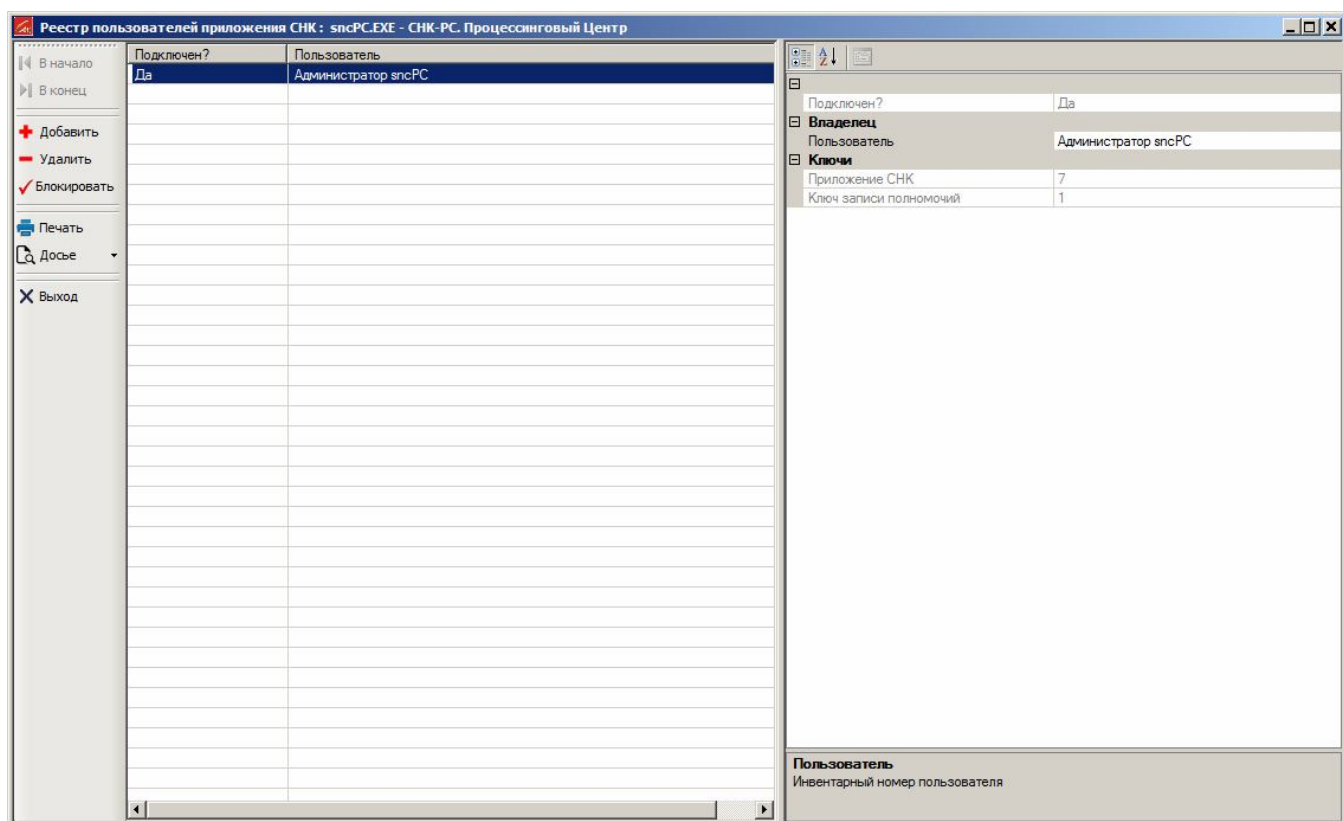 Реестр пользователей приложения СНК : sncPC.EXE - СНК-РС. Процессинговый Центр
В начало
В конец
Добавить
Удалить
Блокировать
Печать
Досье
Выход
Подключен? Пользователь
Да Администратор sncPC
Подключен? Да
Владелец
Пользователь Администратор sncPC
Ключи
Приложение СНК 7
Ключ записи полномочий 1
Пользователь
Инвентарный номер пользователя